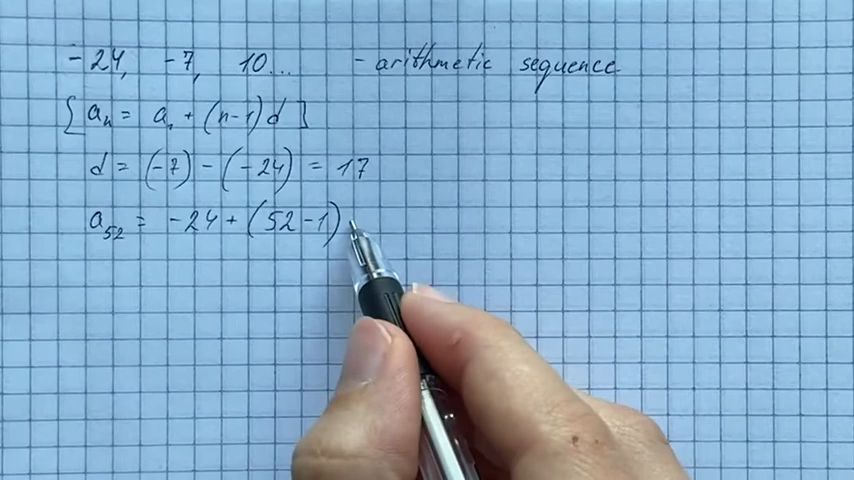 -24, -7, 10... - arithmetic sequence
[aₙ = a₁ + (n-1)d]
d = (-7) - (-24) = 17
a₅₂ = -24 + (52-1)